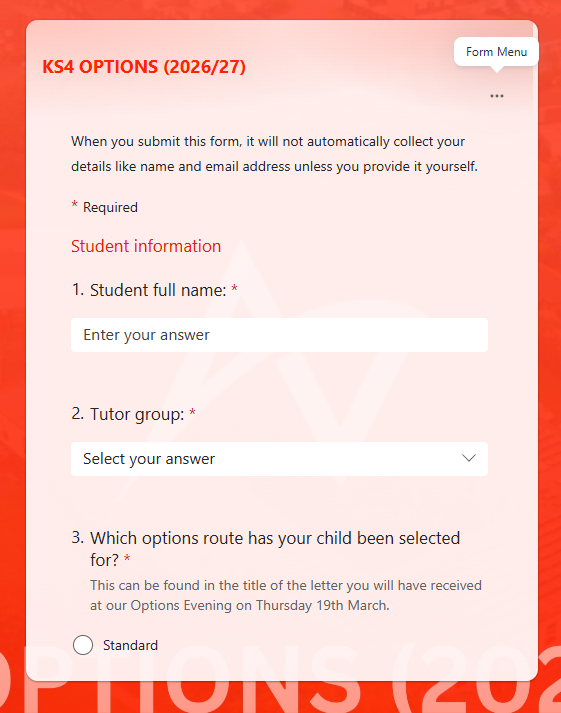 Form Menu
KS4 OPTIONS (2026/27)
When you submit this form, it will not automatically collect your
details like name and email address unless you provide it yourself.
* Required
Student information
1. Student full name: *
Enter your answer
2. Tutor group: *
Select your answer
3. Which options route has your child been selected
for? *
This can be found in the title of the letter you will have received
at our Options Evening on Thursday 19th March.
Standard
OPTIONS (202